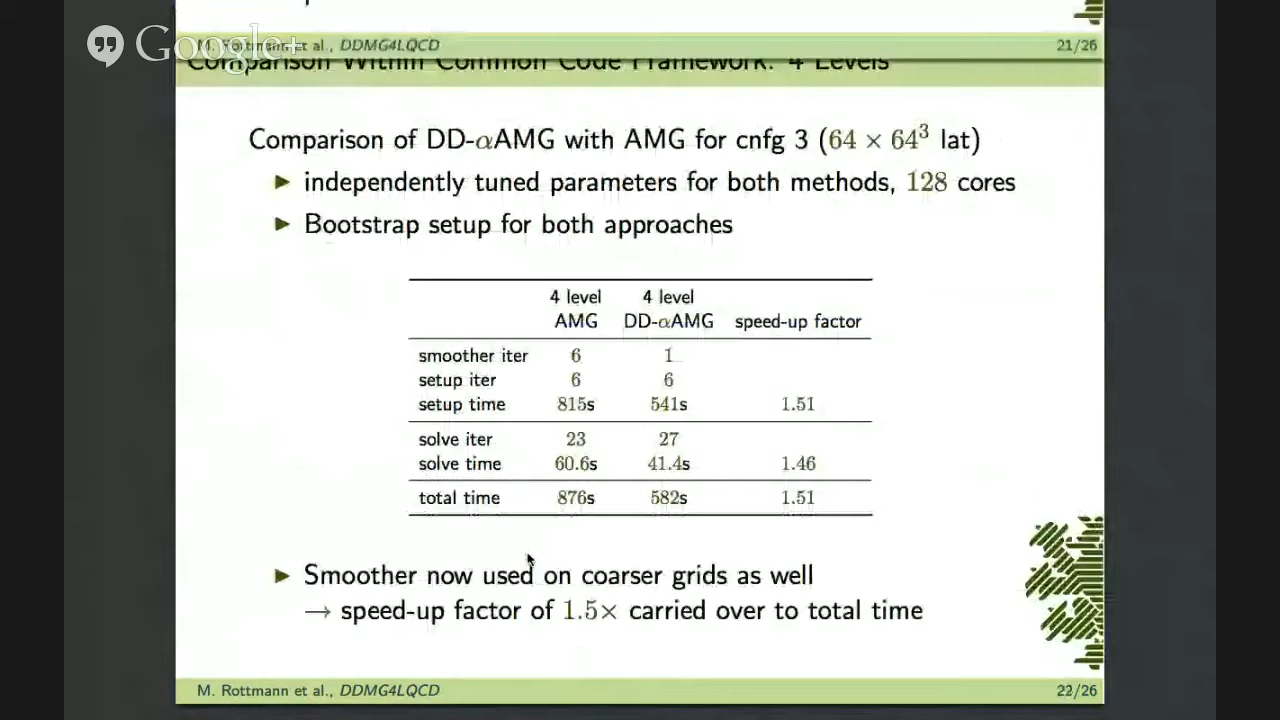 Google+
M. Rottmann et al., DDMG4LQCD 21/26
Comparison Within Common Code Framework: 4 Levels
Comparison of DD-αAMG with AMG for cnfg 3 (64 × 64³ lat)
▶ independently tuned parameters for both methods, 128 cores
▶ Bootstrap setup for both approaches
4 level 4 level
AMG DD-αAMG speed-up factor
smoother iter 6 1
setup iter 6 6
setup time 815s 541s 1.51
solve iter 23 27
solve time 60.6s 41.4s 1.46
total time 876s 582s 1.51
▶ Smoother now used on coarser grids as well
→ speed-up factor of 1.5× carried over to total time
M. Rottmann et al., DDMG4LQCD 22/26